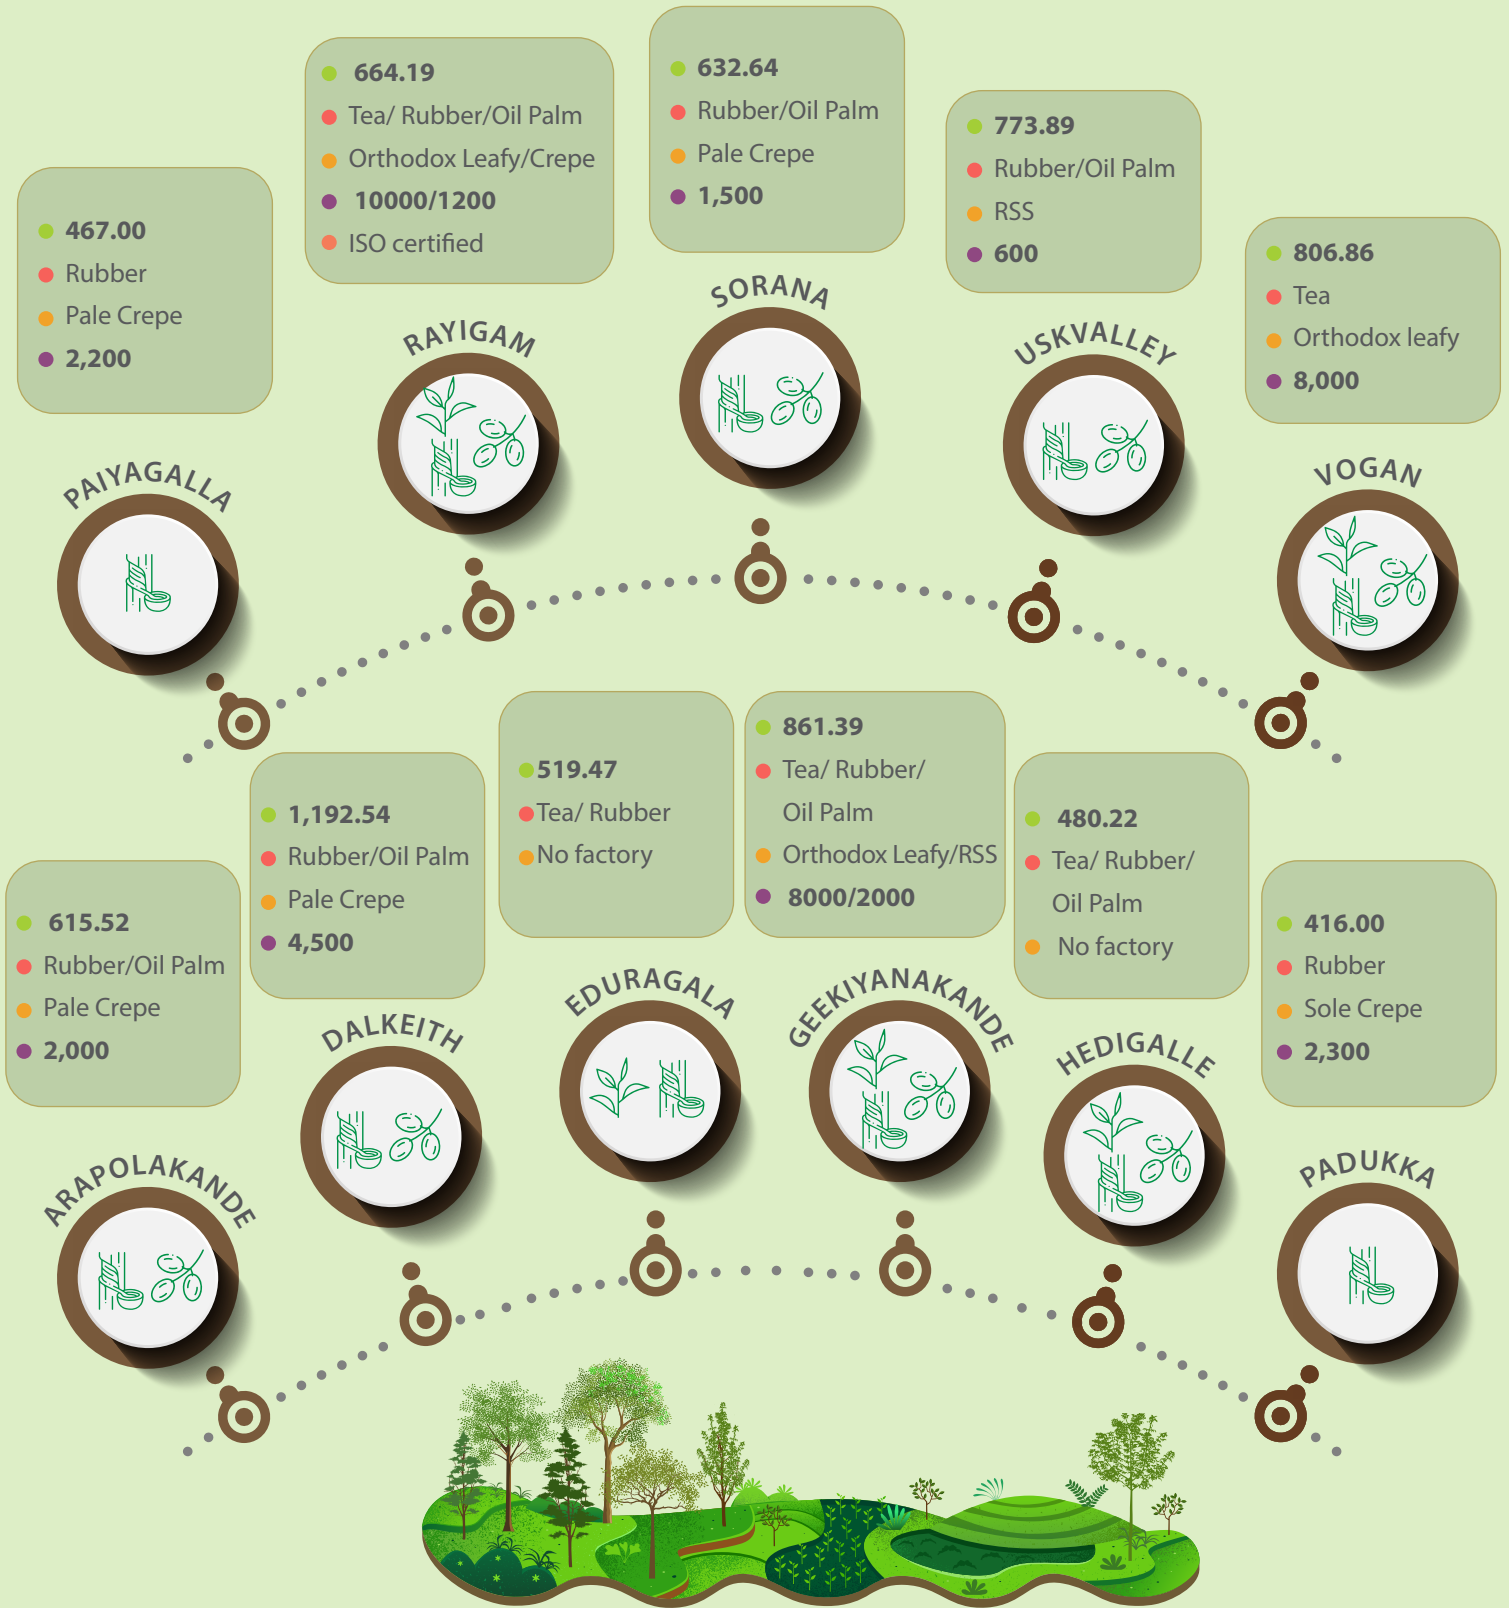 467.00
Rubber
Pale Crepe
2,200
PAIYAGALLA
664.19
Tea/ Rubber/Oil Palm
Orthodox Leafy/Crepe
10000/1200
ISO certified
RAYIGAM
632.64
Rubber/Oil Palm
Pale Crepe
1,500
SORANA
773.89
Rubber/Oil Palm
RSS
600
USKVALLEY
806.86
Tea
Orthodox leafy
8,000
VOGAN
615.52
Rubber/Oil Palm
Pale Crepe
2,000
ARAPOLAKANDE
1,192.54
Rubber/Oil Palm
Pale Crepe
4,500
DALKEITH
519.47
Tea/ Rubber
No factory
EDURAGALA
861.39
Tea/ Rubber/
Oil Palm
Orthodox Leafy/RSS
8000/2000
GEEKIYANAKANDE
480.22
Tea/ Rubber/
Oil Palm
No factory
HEDIGALLE
416.00
Rubber
Sole Crepe
2,300
PADUKKA